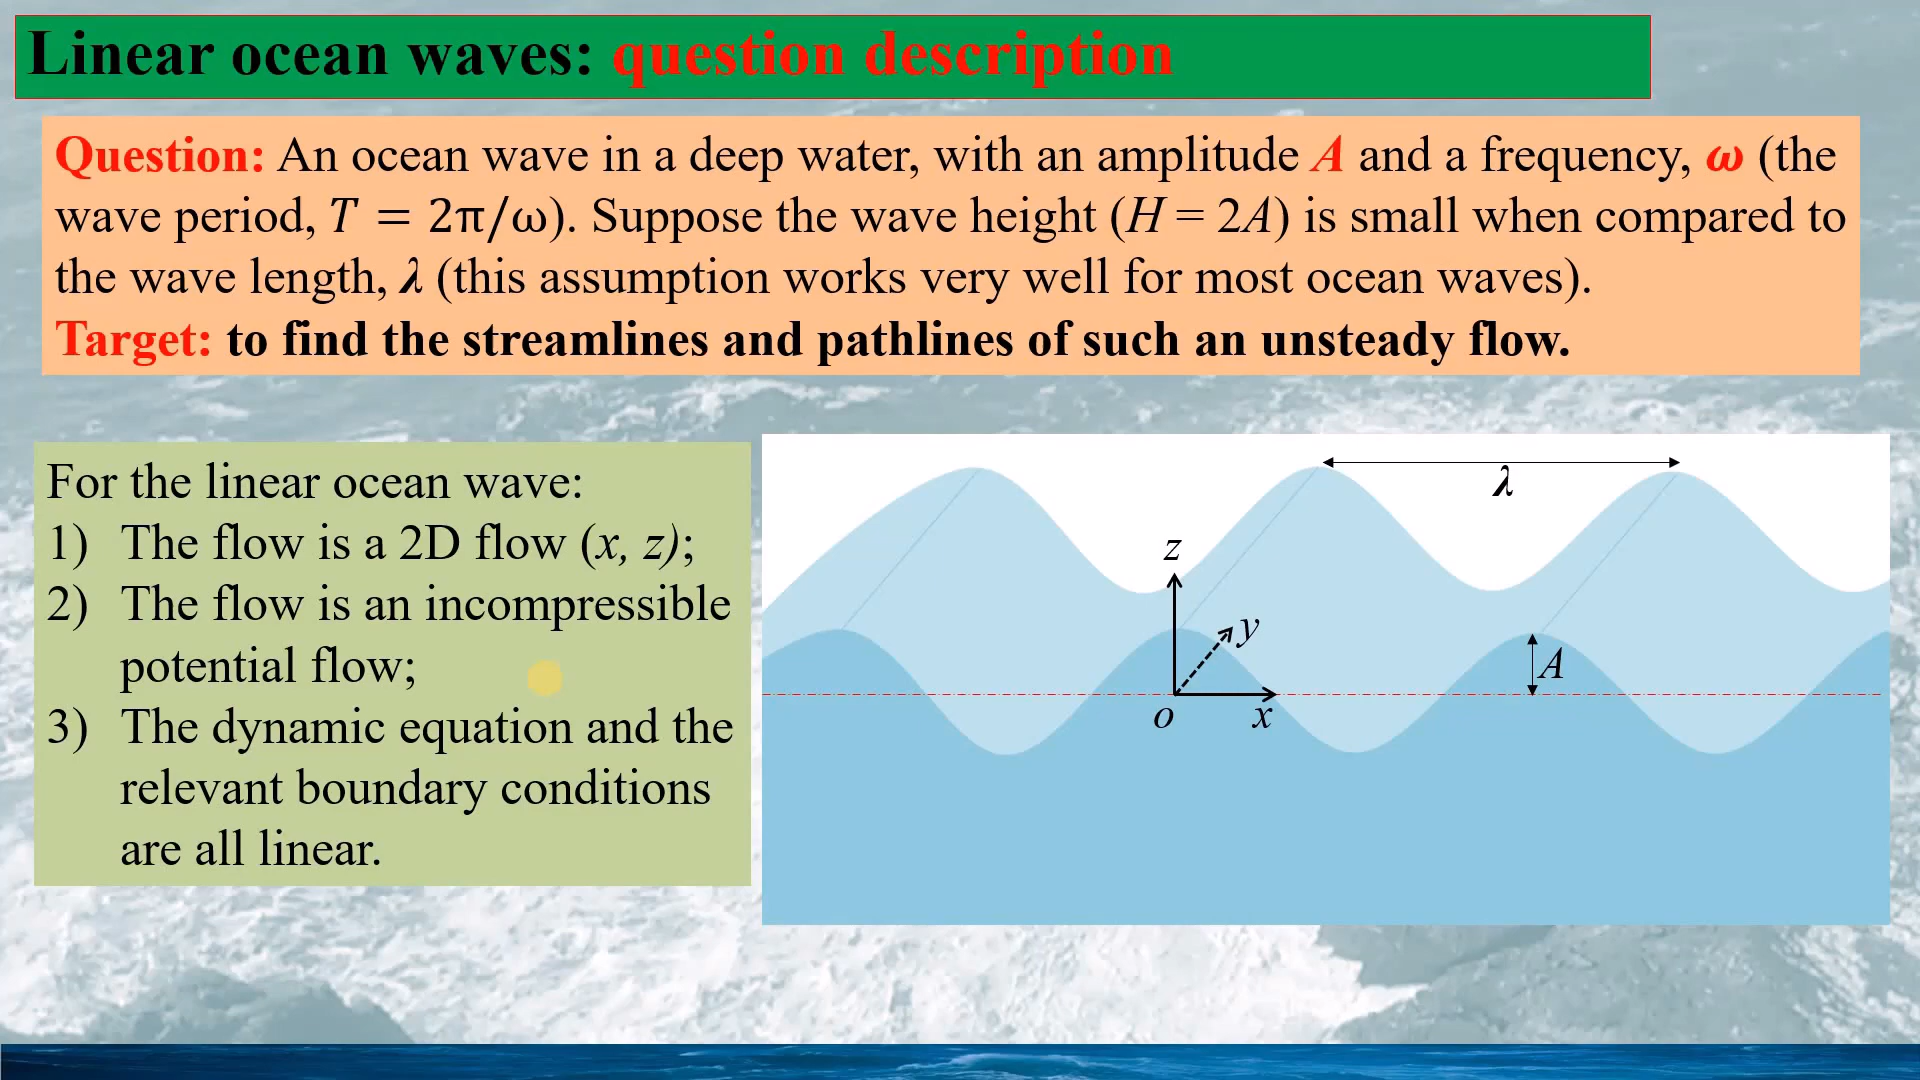 Linear ocean waves: question description
Question: An ocean wave in a deep water, with an amplitude A and a frequency, ω (the
wave period, T = 2π/ω). Suppose the wave height (H = 2A) is small when compared to
the wave length, λ (this assumption works very well for most ocean waves).
Target: to find the streamlines and pathlines of such an unsteady flow.
For the linear ocean wave:
1) The flow is a 2D flow (x, z);
2) The flow is an incompressible
potential flow;
3) The dynamic equation and the
relevant boundary conditions
are all linear.
λ
z
y
A
o
x